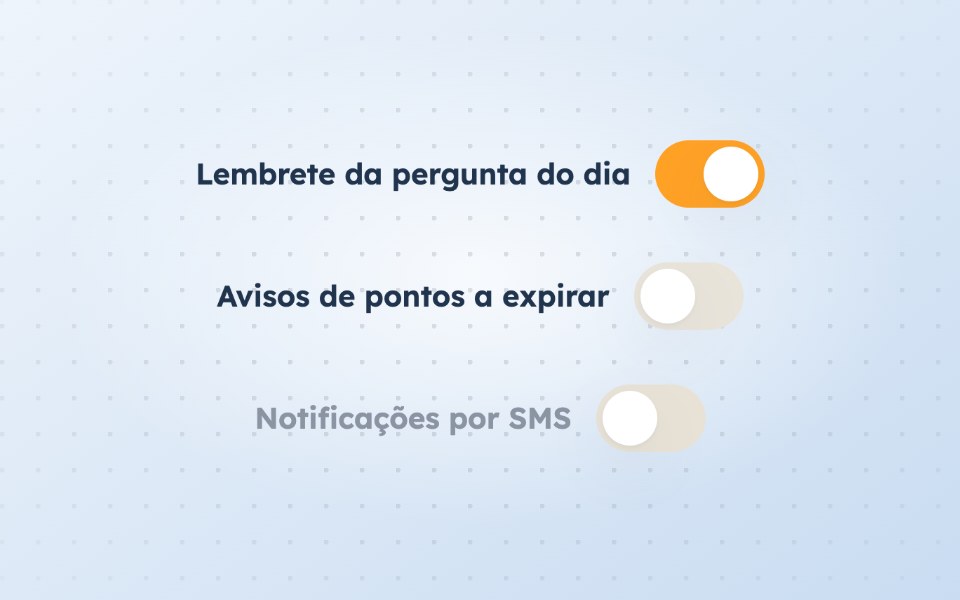 Lembrete da pergunta do dia
Avisos de pontos a expirar
Notificações por SMS